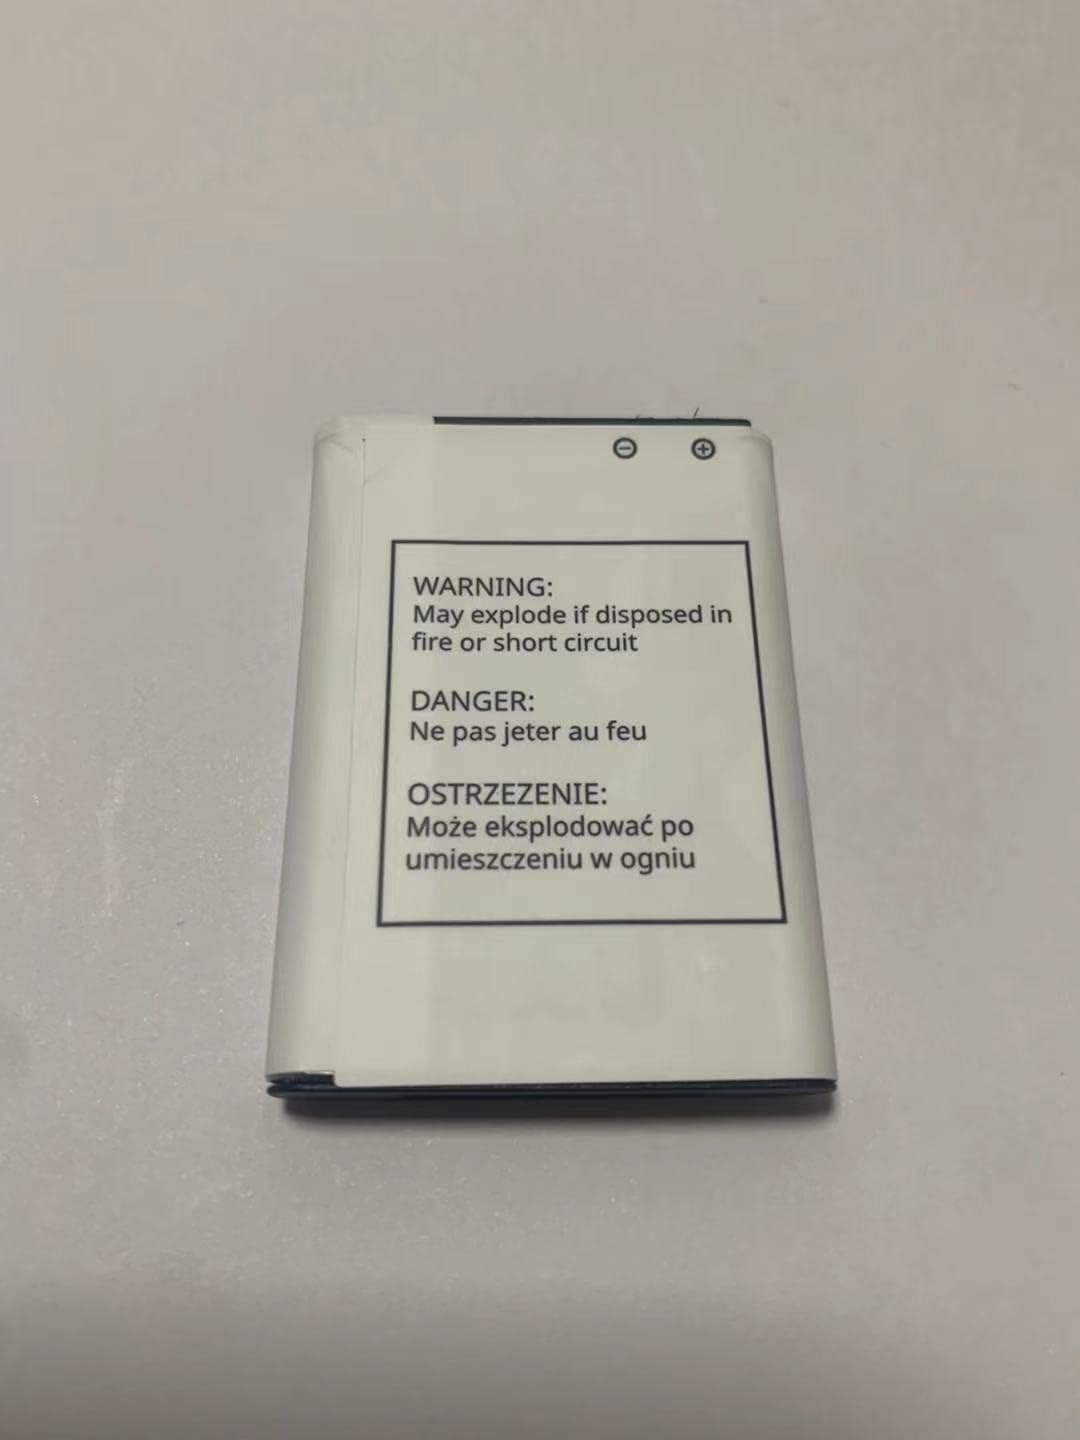 ⊖ ⊕
WARNING:
May explode if disposed in
fire or short circuit
DANGER:
Ne pas jeter au feu
OSTRZEZENIE:
Może eksplodować po
umieszczeniu w ogniu